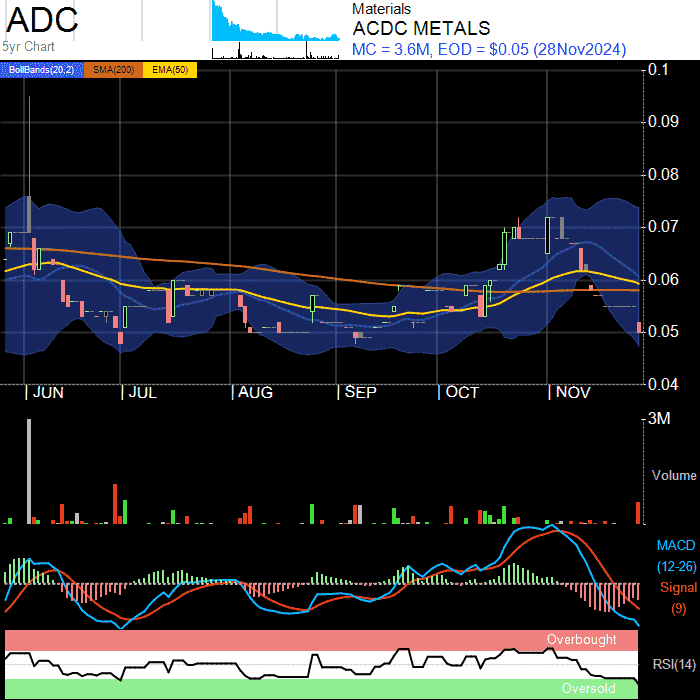 ADC
5yr Chart
Materials
ACDC METALS
MC = 3.6M, EOD = $0.05 (28Nov2024)
BollBands(20,2) SMA(200) EMA(50)
0.1
0.09
0.08
0.07
0.06
0.05
0.04
JUN JUL AUG SEP OCT NOV
3M
Volume
MACD
(12-26)
Signal
(9)
Overbought
RSI(14)
Oversold